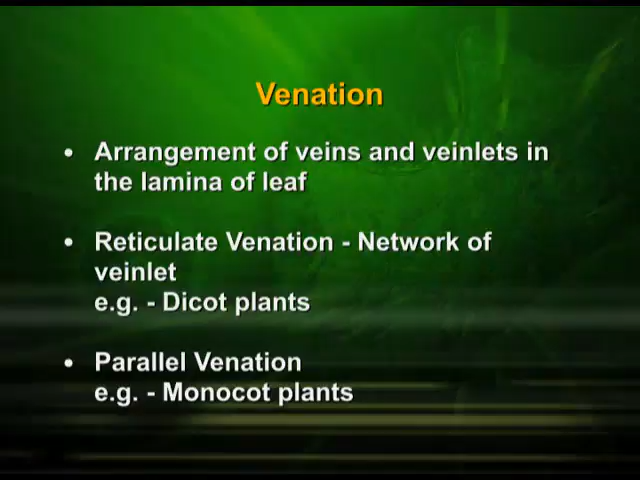 Venation
• Arrangement of veins and veinlets in
the lamina of leaf
• Reticulate Venation - Network of
veinlet
e.g. - Dicot plants
• Parallel Venation
e.g. - Monocot plants